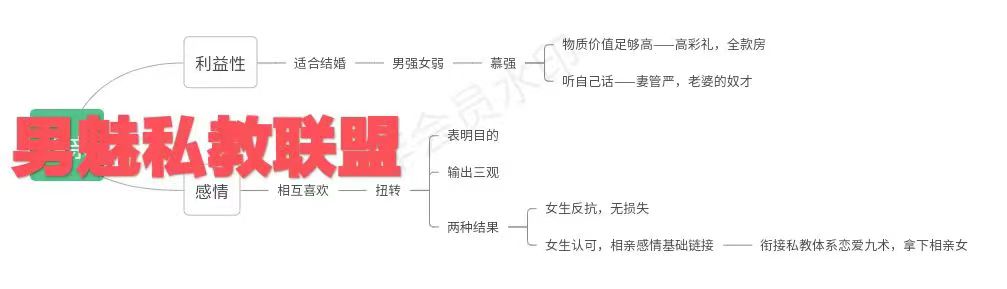 利益性
适合结婚
男强女弱
慕强
物质价值足够高——高彩礼，全款房
听自己话——妻管严，老婆的奴才
男魅私教联盟
感情
相互喜欢
扭转
表明目的
输出三观
两种结果
女生反抗，无损失
女生认可，相亲感情基础链接
衔接私教体系恋爱九术，拿下相亲女
会员水印